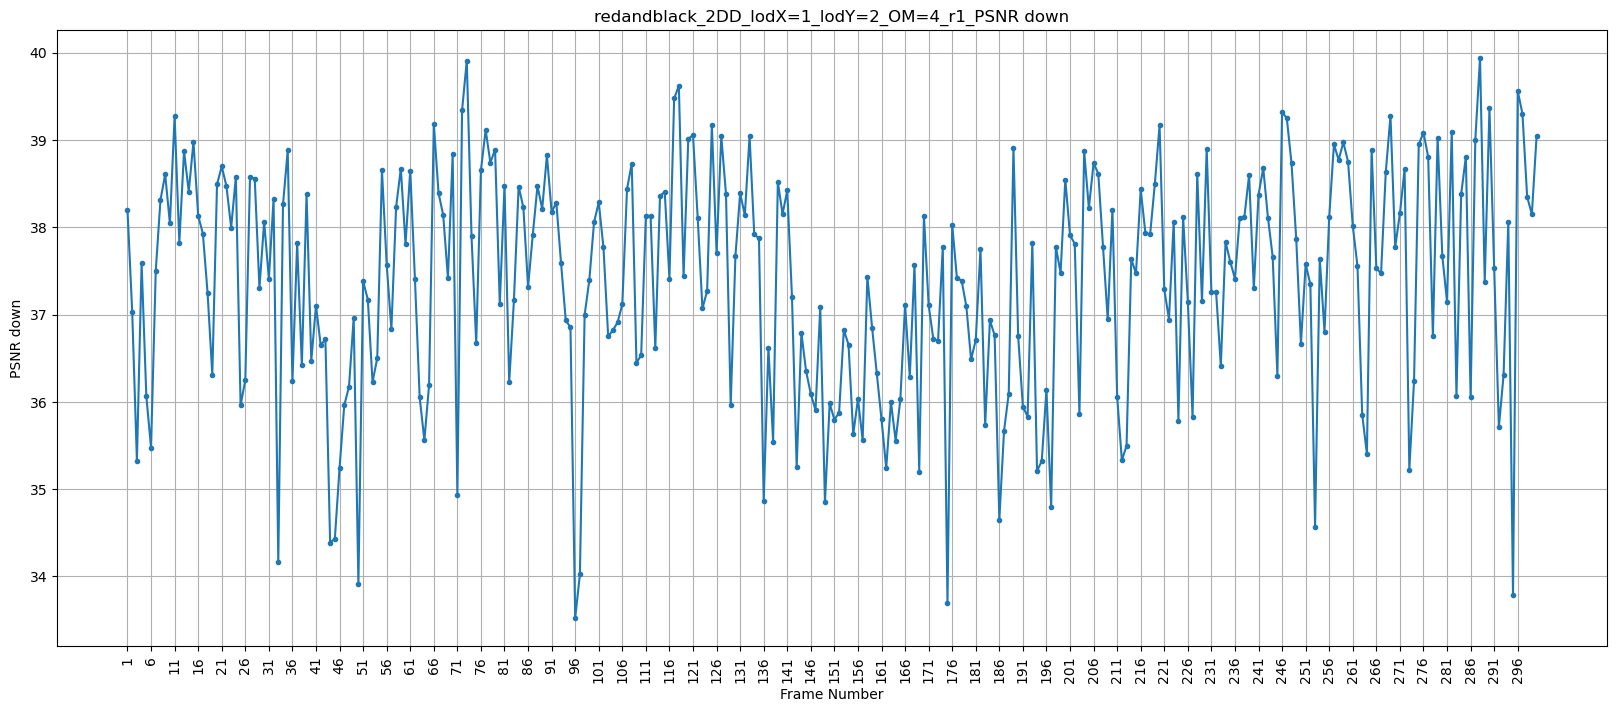 redandblack_2DD_lodX=1_lodY=2_OM=4_r1_PSNR down
40
39
38
37
36
35
34
PSNR down
1 6 11 16 21 26 31 36 41 46 51 56 61 66 71 76 81 86 91 96 101 106 111 116 121 126 131 136 141 146 151 156 161 166 171 176 181 186 191 196 201 206 211 216 221 226 231 236 241 246 251 256 261 266 271 276 281 286 291 296
Frame Number